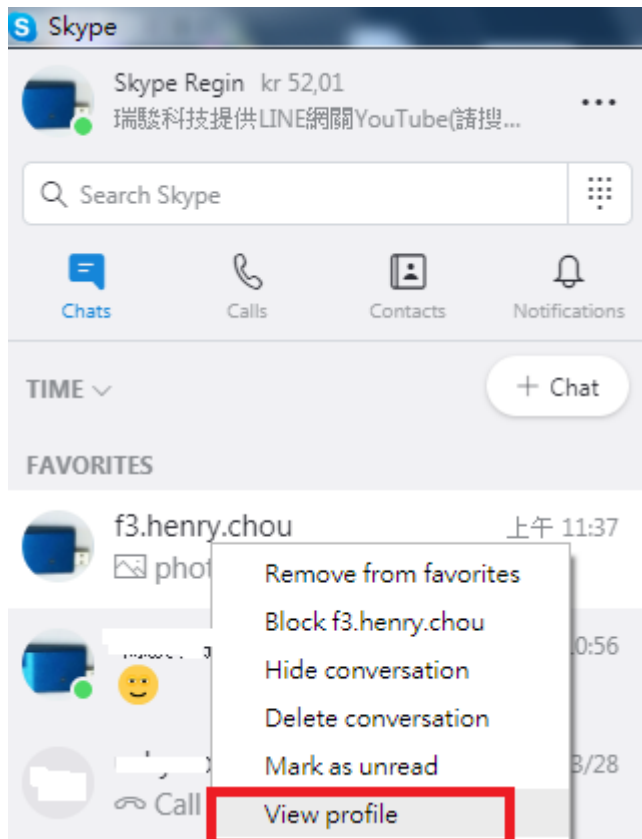 Skype
Skype Regin kr 52,01
瑞駿科技提供LINE網關YouTube(請搜...
Search Skype
Chats Calls Contacts Notifications
TIME
+ Chat
FAVORITES
f3.henry.chou 上午 11:37
phot
Remove from favorites
Block f3.henry.chou
0:56
Hide conversation
Delete conversation
Mark as unread
3/28
Call
View profile